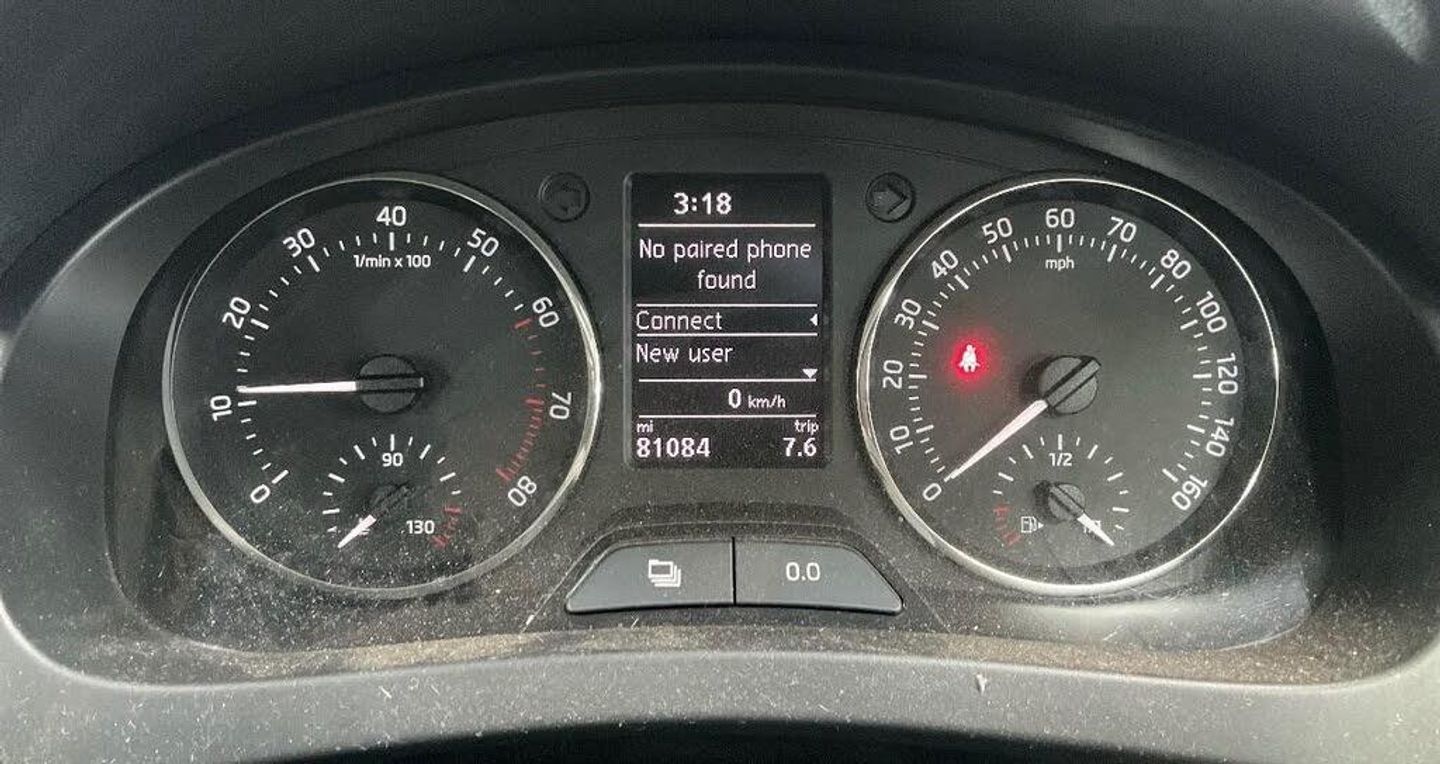 3:18
No paired phone
found
Connect
New user
0 km/h
mi trip
81084 7.6
0 10 20 30 40 50 60 70 80
1/min x 100
90 130
0 10 20 30 40 50 60 70 80 100 120 140 160
mph
1/2
0.0